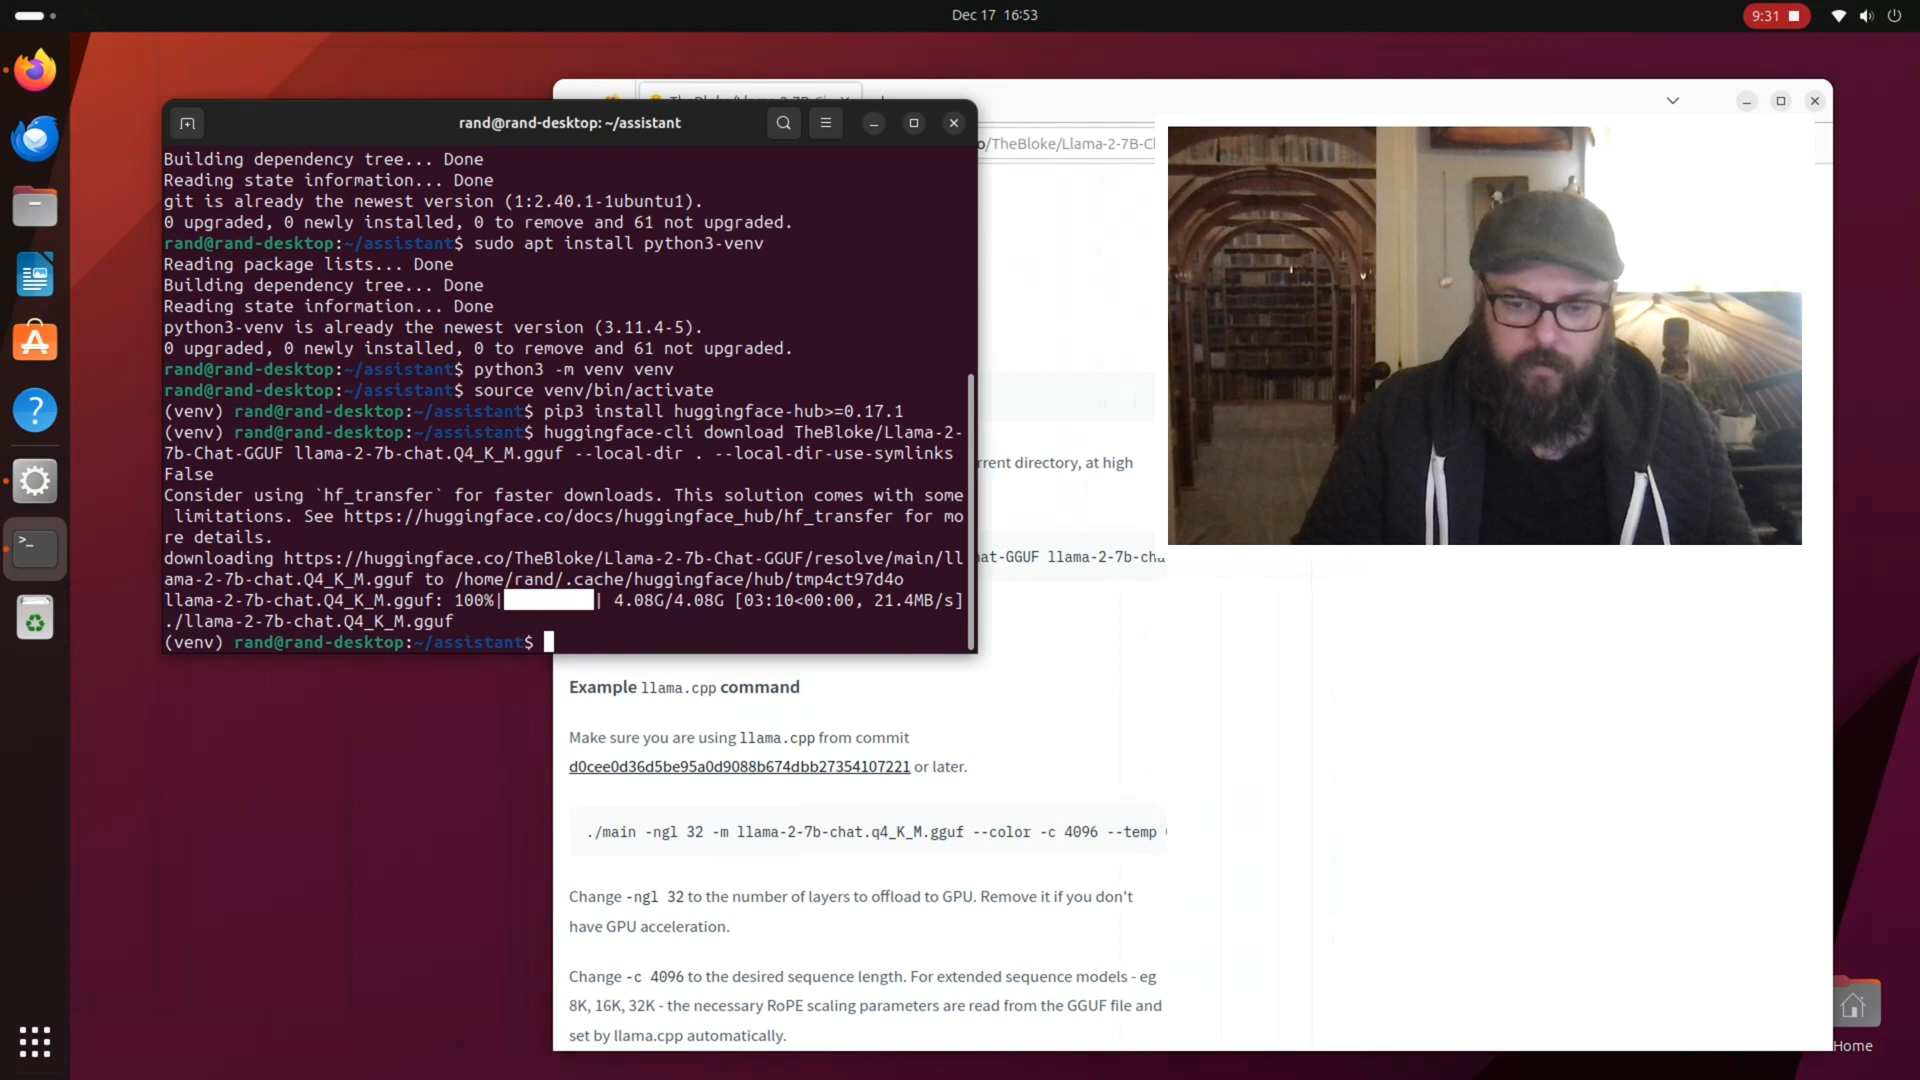 Dec 17 16:53
9:31
rand@rand-desktop: ~/assistant
Building dependency tree... Done
Reading state information... Done
git is already the newest version (1:2.40.1-1ubuntu1).
0 upgraded, 0 newly installed, 0 to remove and 61 not upgraded.
rand@rand-desktop:~/assistant$ sudo apt install python3-venv
Reading package lists... Done
Building dependency tree... Done
Reading state information... Done
python3-venv is already the newest version (3.11.4-5).
0 upgraded, 0 newly installed, 0 to remove and 61 not upgraded.
rand@rand-desktop:~/assistant$ python3 -m venv venv
rand@rand-desktop:~/assistant$ source venv/bin/activate
(venv) rand@rand-desktop:~/assistant$ pip3 install huggingface-hub>=0.17.1
(venv) rand@rand-desktop:~/assistant$ huggingface-cli download TheBloke/Llama-2-
7b-Chat-GGUF llama-2-7b-chat.Q4_K_M.gguf --local-dir . --local-dir-use-symlinks
False
Consider using `hf_transfer` for faster downloads. This solution comes with some
limitations. See https://huggingface.co/docs/huggingface_hub/hf_transfer for mo
re details.
downloading https://huggingface.co/TheBloke/Llama-2-7b-Chat-GGUF/resolve/main/ll
ama-2-7b-chat.Q4_K_M.gguf to /home/rand/.cache/huggingface/hub/tmp4ct97d4o
llama-2-7b-chat.Q4_K_M.gguf: 100%| | 4.08G/4.08G [03:10<00:00, 21.4MB/s]
./llama-2-7b-chat.Q4_K_M.gguf
(venv) rand@rand-desktop:~/assistant$
o/TheBloke/Llama-2-7B-C
rrent directory, at high
at-GGUF llama-2-7b-cha
Example llama.cpp command
Make sure you are using llama.cpp from commit
d0cee0d36d5be95a0d9088b674dbb27354107221 or later.
./main -ngl 32 -m llama-2-7b-chat.q4_K_M.gguf --color -c 4096 --temp
Change -ngl 32 to the number of layers to offload to GPU. Remove it if you don't
have GPU acceleration.
Change -c 4096 to the desired sequence length. For extended sequence models - eg
8K, 16K, 32K - the necessary RoPE scaling parameters are read from the GGUF file and
set by llama.cpp automatically.
Home